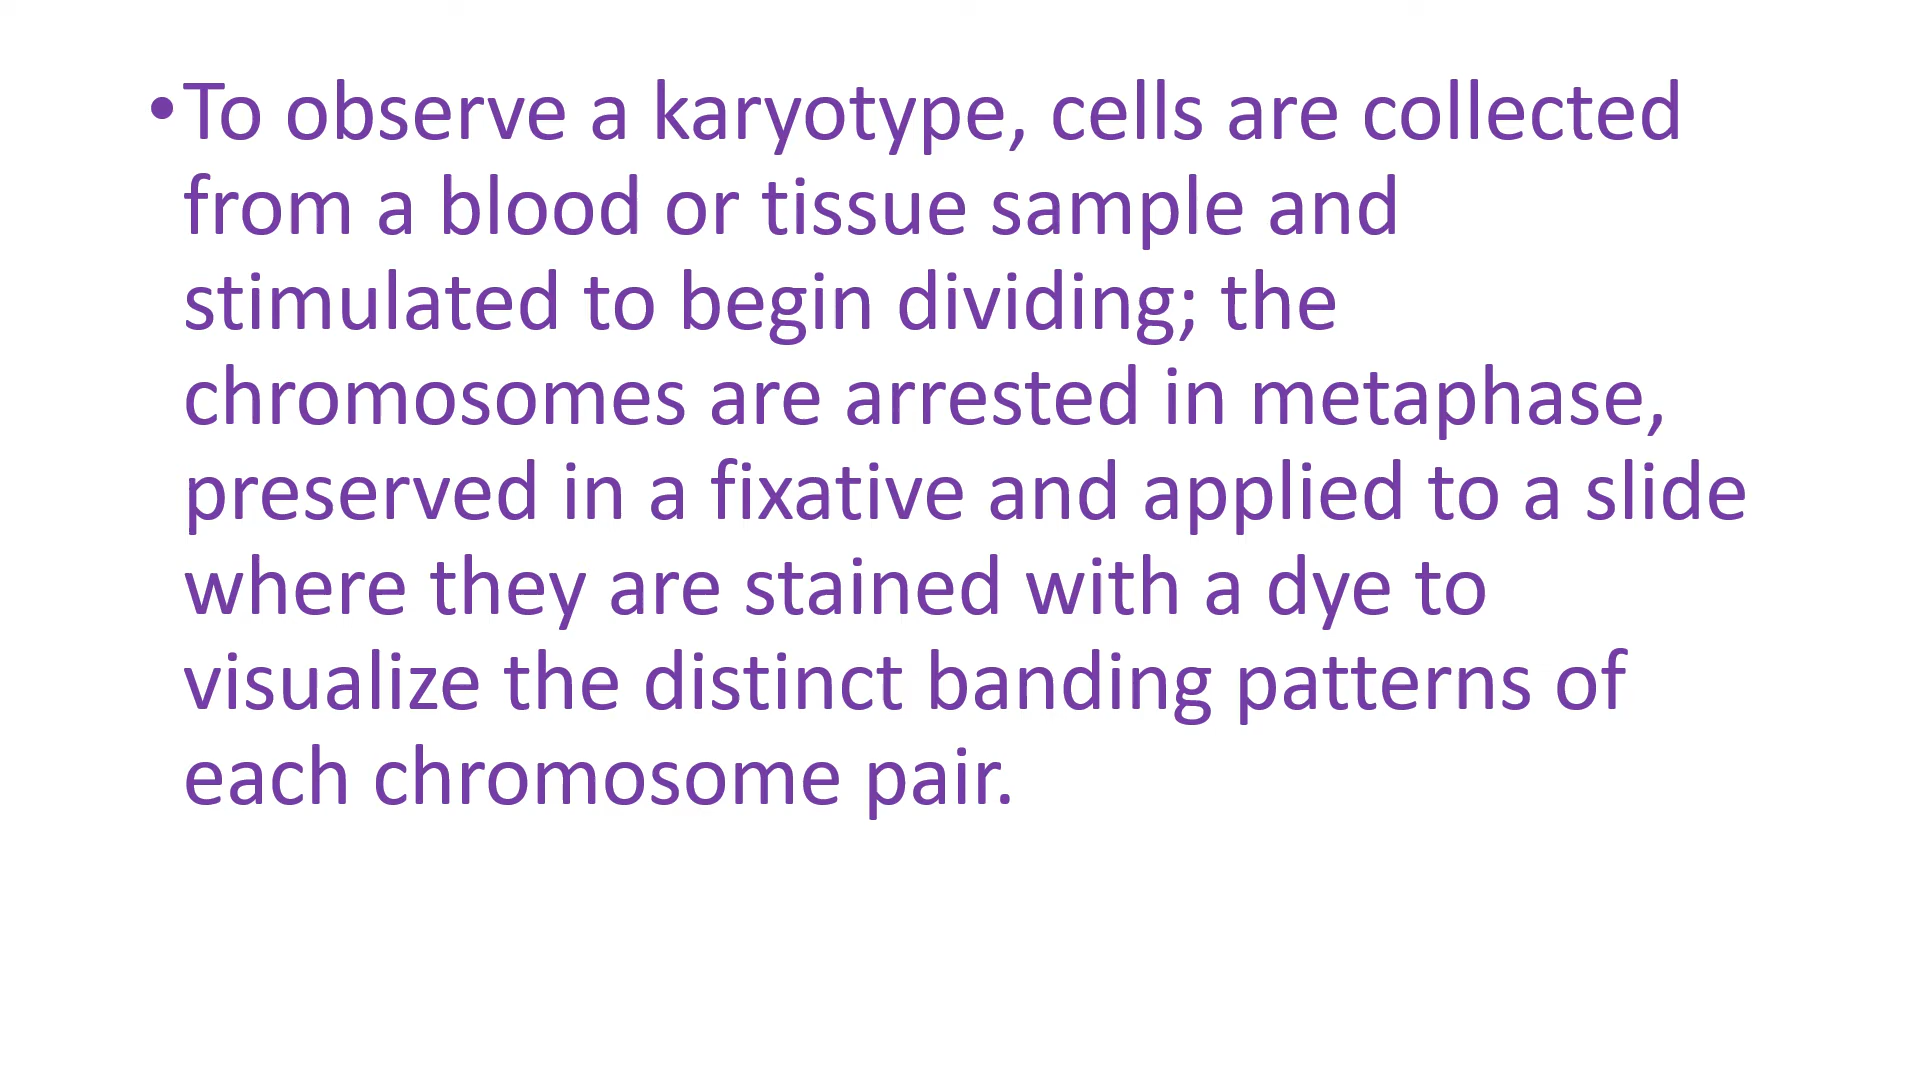 •To observe a karyotype, cells are collected
from a blood or tissue sample and
stimulated to begin dividing; the
chromosomes are arrested in metaphase,
preserved in a fixative and applied to a slide
where they are stained with a dye to
visualize the distinct banding patterns of
each chromosome pair.